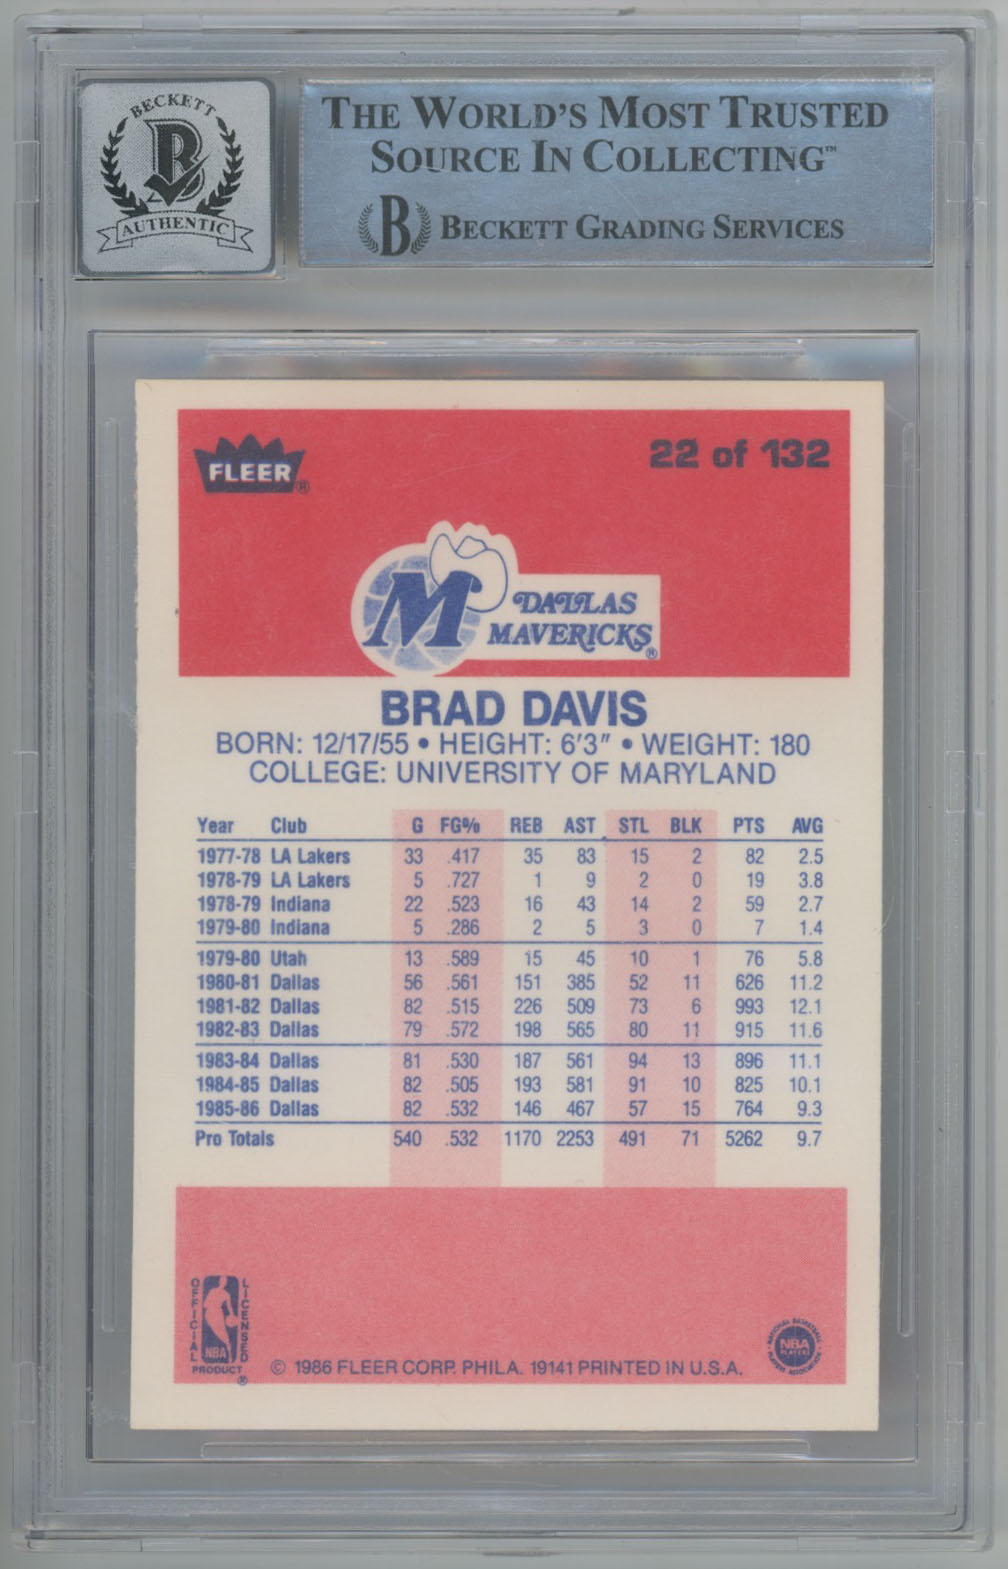 BECKETT
B
AUTHENTIC
THE WORLD'S MOST TRUSTED
SOURCE IN COLLECTING™
B BECKETT GRADING SERVICES
FLEER®
22 of 132
M DALLAS
MAVERICKS®
BRAD DAVIS
BORN: 12/17/55 • HEIGHT: 6'3" • WEIGHT: 180
COLLEGE: UNIVERSITY OF MARYLAND
Year Club G FG% REB AST STL BLK PTS AVG
1977-78 LA Lakers 33 .417 35 83 15 2 82 2.5
1978-79 LA Lakers 5 .727 1 9 2 0 19 3.8
1978-79 Indiana 22 .523 16 43 14 2 59 2.7
1979-80 Indiana 5 .286 2 5 3 0 7 1.4
1979-80 Utah 13 .589 15 45 10 1 76 5.8
1980-81 Dallas 56 .561 151 385 52 11 626 11.2
1981-82 Dallas 82 .515 226 509 73 6 993 12.1
1982-83 Dallas 79 .572 198 565 80 11 915 11.6
1983-84 Dallas 81 .530 187 561 94 13 896 11.1
1984-85 Dallas 82 .505 193 581 91 10 825 10.1
1985-86 Dallas 82 .532 146 467 57 15 764 9.3
Pro Totals 540 .532 1170 2253 491 71 5262 9.7
OFFICIAL LICENSED
NBA
PRODUCT ®
© 1986 FLEER CORP. PHILA. 19141 PRINTED IN U.S.A.
NATIONAL BASKETBALL
NBA
PLAYERS
PLAYERS ASSOCIATION